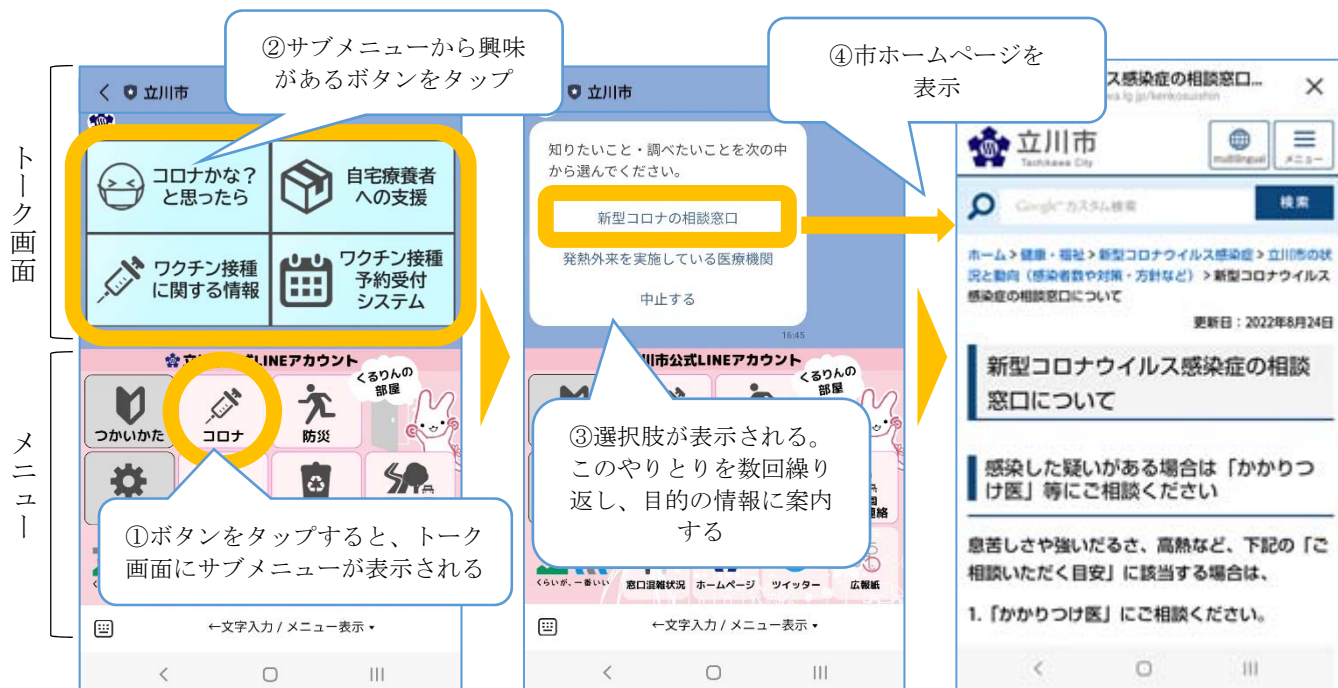 トーク画面
メニュー
②サブメニューから興味
があるボタンをタップ
立川市
コロナかな？
と思ったら
自宅療養者
への支援
ワクチン接種
に関する情報
ワクチン接種
予約受付
システム
LINEアカウント
くるりんの
部屋
つかいかた
コロナ
防災
①ボタンをタップすると、トーク
画面にサブメニューが表示される
←文字入力 / メニュー表示 ▾
立川市
知りたいこと・調べたいことを次の中
から選んでください。
新型コロナの相談窓口
発熱外来を実施している医療機関
中止する
16:45
川市公式LINEアカウント
くるりんの
部屋
③選択肢が表示される。
このやりとりを数回繰り
返し、目的の情報に案内
する
くらいが、一番いい
窓口混雑状況
ホームページ
ツイッター
広報紙
←文字入力 / メニュー表示 ▾
④市ホームページを
表示
ス感染症の相談窓口...
立川市
Tachikawa City
multilingual
メニュー
Google カスタム検索
検索
ホーム > 健康・福祉 > 新型コロナウイルス感染症 > 立川市の状
況と動向（感染者数や対策・方針など） > 新型コロナウイルス
感染症の相談窓口について
更新日：2022年8月24日
新型コロナウイルス感染症の相談
窓口について
感染した疑いがある場合は「かかりつ
け医」等にご相談ください
息苦しさや強いだるさ、高熱など、下記の「ご
相談いただく目安」に該当する場合は、
1.「かかりつけ医」にご相談ください。